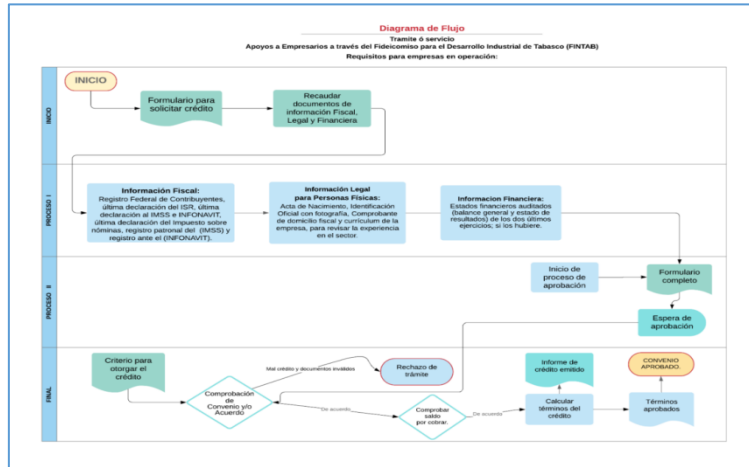 Diagrama de Flujo
Tramite ó servicio
Apoyos a Empresarios a través del Fideicomiso para el Desarrollo Industrial de Tabasco (FINTAB)
Requisitos para empresas en operación:
INICIO
INICIO
Formulario para
solicitar crédito
Recaudar
documentos de
información Fiscal,
Legal y Financiera
PROCESO I
Información Fiscal:
Registro Federal de Contribuyentes,
última declaración del ISR, última
declaración al IMSS e INFONAVIT,
última declaración del Impuesto sobre
nóminas, registro patronal del (IMSS) y
registro ante el (INFONAVIT).
Información Legal
para Personas Físicas:
Acta de Nacimiento, Identificación
Oficial con fotografía, Comprobante
de domicilio fiscal y currículum de la
empresa, para revisar la experiencia
en el sector.
Informacion Financiera:
Estados financieros auditados
(balance general y estado de
resultados) de los dos últimos
ejercicios; si los hubiere.
PROCESO II
Inicio de
proceso de
aprobación
Formulario
completo
Espera de
aprobación
FINAL
Criterio para
otorgar el
crédito
Comprobación
de
Convenio y/o
Acuerdo
Mal crédito y documentos inválidos
Rechazo de
trámite
De acuerdo
Comprobar
saldo
por cobrar.
De acuerdo
Informe de
crédito emitido
Calcular
términos del
crédito
CONVENIO
APROBADO.
Términos
aprobados